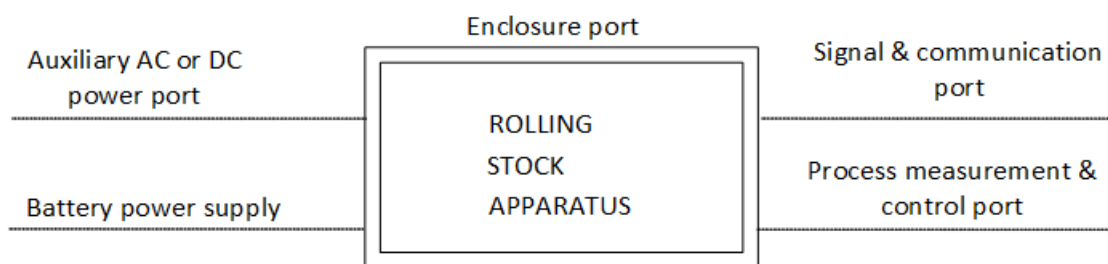 Enclosure port
Auxiliary AC or DC
power port
Signal & communication
port
ROLLING
STOCK
APPARATUS
Battery power supply
Process measurement &
control port